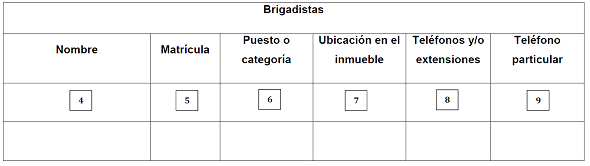 Brigadistas
Nombre Matrícula Puesto o categoría Ubicación en el inmueble Teléfonos y/o extensiones Teléfono particular
4 5 6 7 8 9